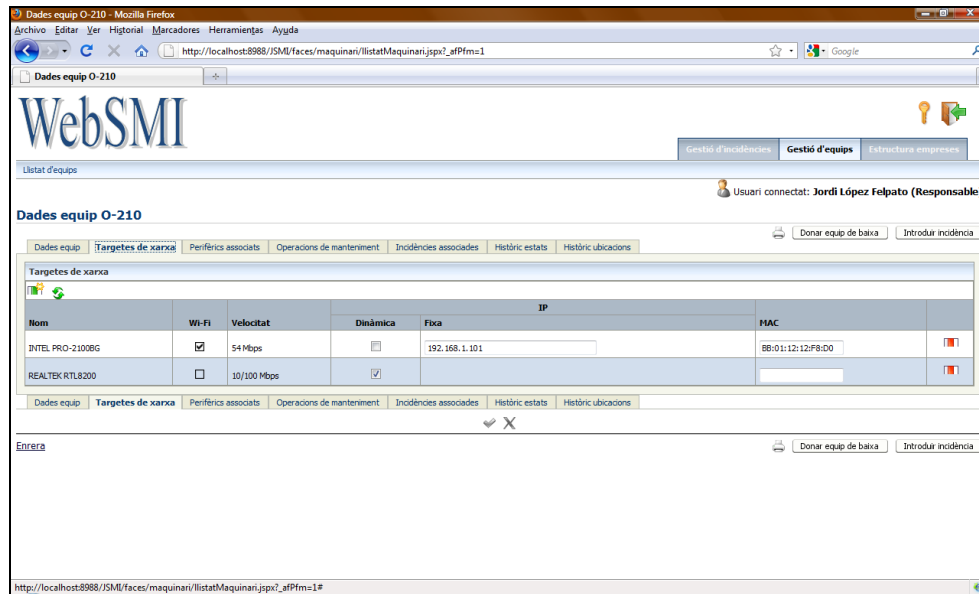 Dades equip O-210 - Mozilla Firefox
Archivo Editar Ver Historial Marcadores Herramientas Ayuda
http://localhost:8988/JSMI/faces/maquinari/llistatMaquinari.jspx?_afPfm=1
Google
Dades equip O-210
WebSMI
Gestió d'incidències Gestió d'equips Estructura empreses
Llistat d'equips
Usuari connectat: Jordi López Felpato (Responsable
Dades equip O-210
Donar equip de baixa Introduir incidència
Dades equip Targetes de xarxa Perifèrics associats Operacions de manteniment Incidències associades Històric estats Històric ubicacions
Targetes de xarxa
IP
Nom Wi-Fi Velocitat Dinàmica Fixa MAC
INTEL PRO-2100BG 54 Mbps 192.168.1.101 BB:01:12:12:F8:D0
REALTEK RTL8200 10/100 Mbps
Dades equip Targetes de xarxa Perifèrics associats Operacions de manteniment Incidències associades Històric estats Històric ubicacions
Enrera
Donar equip de baixa Introduir incidència
http://localhost:8988/JSMI/faces/maquinari/llistatMaquinari.jspx?_afPfm=1#